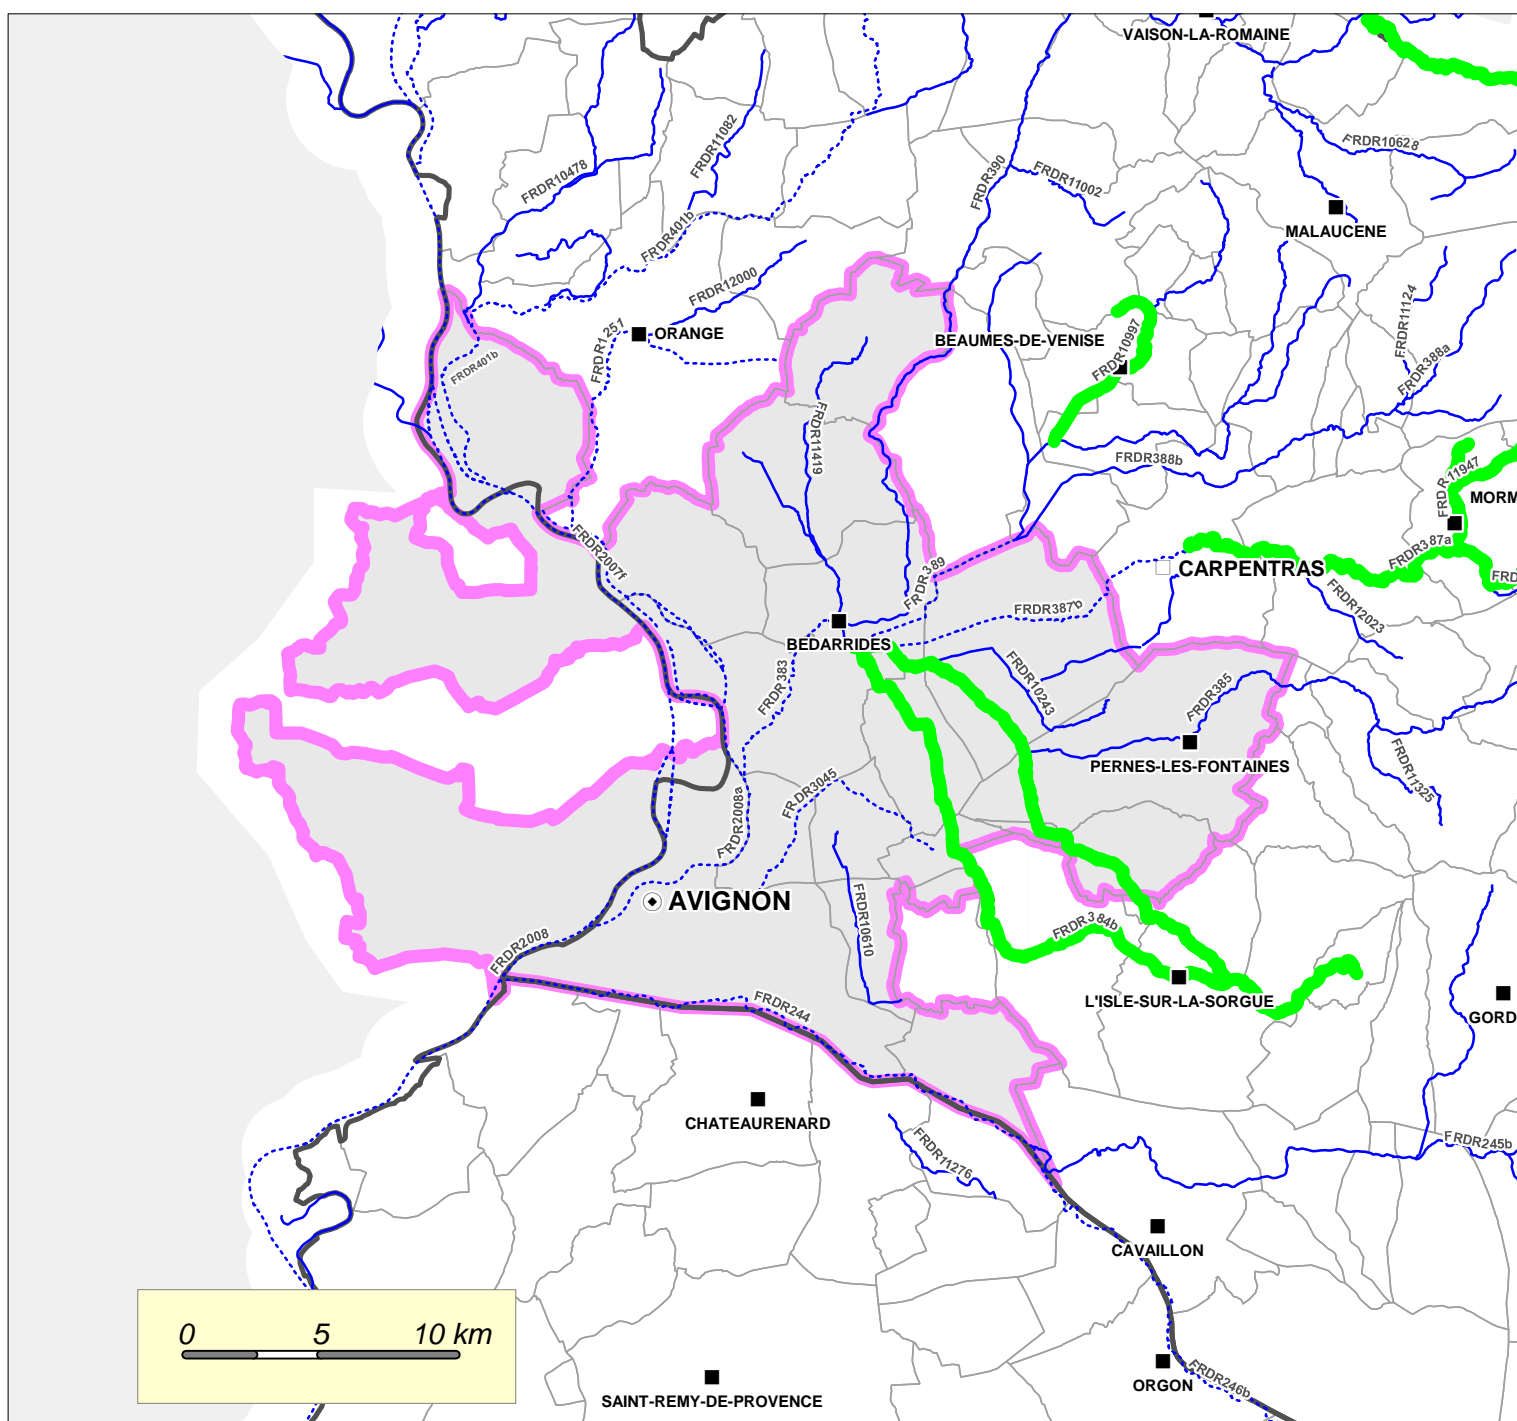 VAISON-LA-ROMAINE
FRDR11082
FRDR10628
FRDR10478
FRDR390
FRDR11002
MALAUCENE
FRDR401b
FRDR12000
FRDR11124
ORANGE
FRDR1251
BEAUMES-DE-VENISE
FRDR10997
FRDR401b
FRDR388a
FRDR11419
FRDR388b
FRDR11947
MORM
FRDR2007f
FRDR387a
CARPENTRAS
FRDR389
FRD
FRDR387b
FRDR12023
BEDARRIDES
FRDR383
FRDR10243
FRDR385
PERNES-LES-FONTAINES
FRDR11325
FRDR3045
FRDR2008a
AVIGNON
FRDR10610
FRDR384b
FRDR2008
L'ISLE-SUR-LA-SORGUE
FRDR244
GORD
CHATEAURENARD
FRDR11276
FRDR245b
CAVAILLON
0 5 10 km
ORGON
FRDR246b
SAINT-REMY-DE-PROVENCE